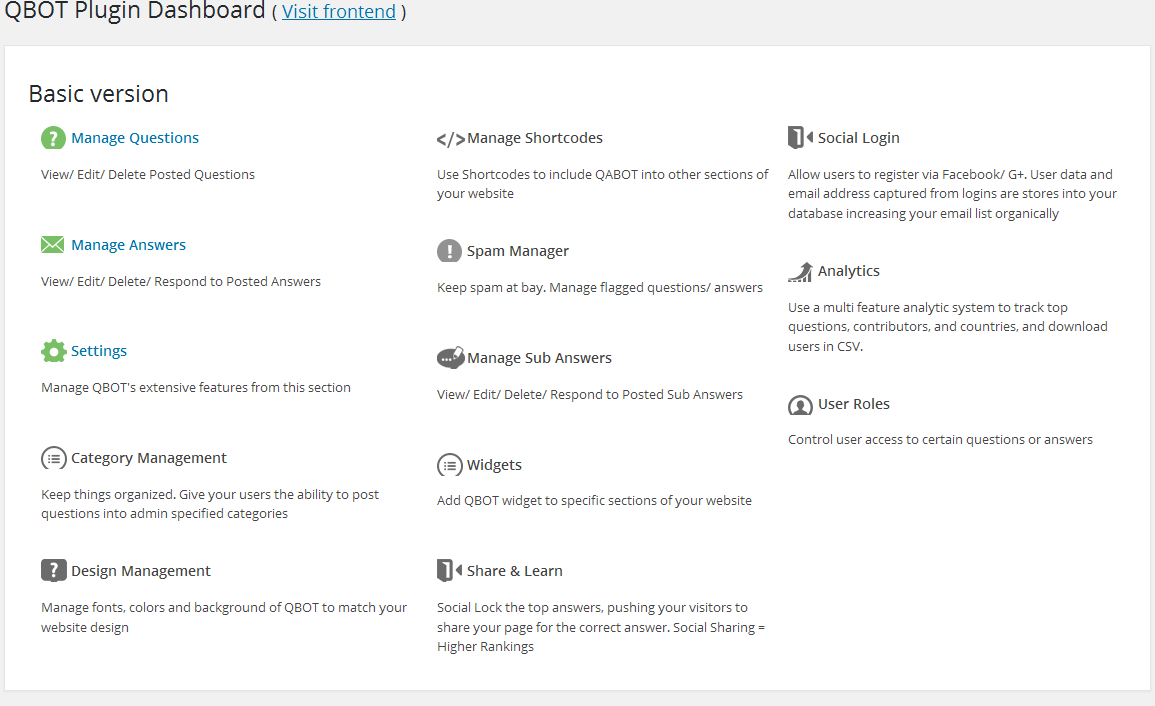 QBOT Plugin Dashboard ( Visit frontend )
Basic version
Manage Questions
View/ Edit/ Delete Posted Questions
Manage Answers
View/ Edit/ Delete/ Respond to Posted Answers
Settings
Manage QBOT's extensive features from this section
Category Management
Keep things organized. Give your users the ability to post
questions into admin specified categories
Design Management
Manage fonts, colors and background of QBOT to match your
website design
Manage Shortcodes
Use Shortcodes to include QABOT into other sections of
your website
Spam Manager
Keep spam at bay. Manage flagged questions/ answers
Manage Sub Answers
View/ Edit/ Delete/ Respond to Posted Sub Answers
Widgets
Add QBOT widget to specific sections of your website
Share & Learn
Social Lock the top answers, pushing your visitors to
share your page for the correct answer. Social Sharing =
Higher Rankings
Social Login
Allow users to register via Facebook/ G+. User data and
email address captured from logins are stores into your
database increasing your email list organically
Analytics
Use a multi feature analytic system to track top
questions, contributors, and countries, and download
users in CSV.
User Roles
Control user access to certain questions or answers